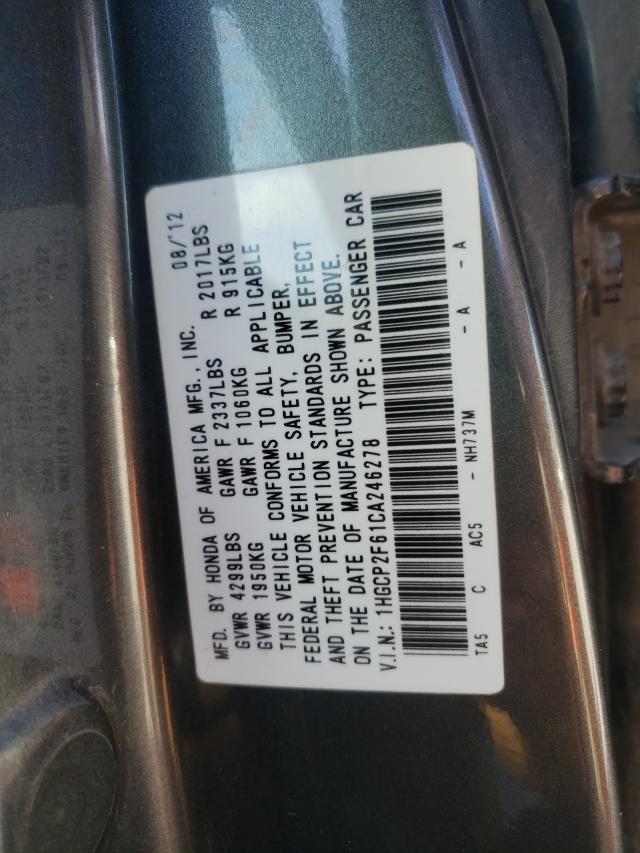 MFD. BY HONDA OF AMERICA MFG., INC. 08/'12
GVWR 4299LBS GAWR F 2337LBS R 2017LBS
GVWR 1950KG GAWR F 1060KG R 915KG
THIS VEHICLE CONFORMS TO ALL APPLICABLE
FEDERAL MOTOR VEHICLE SAFETY, BUMPER,
AND THEFT PREVENTION STANDARDS IN EFFECT
ON THE DATE OF MANUFACTURE SHOWN ABOVE.
V.I.N.: 1HGCP2F61CA246278 TYPE: PASSENGER CAR
TA5 C AC5 - NH737M - A - A